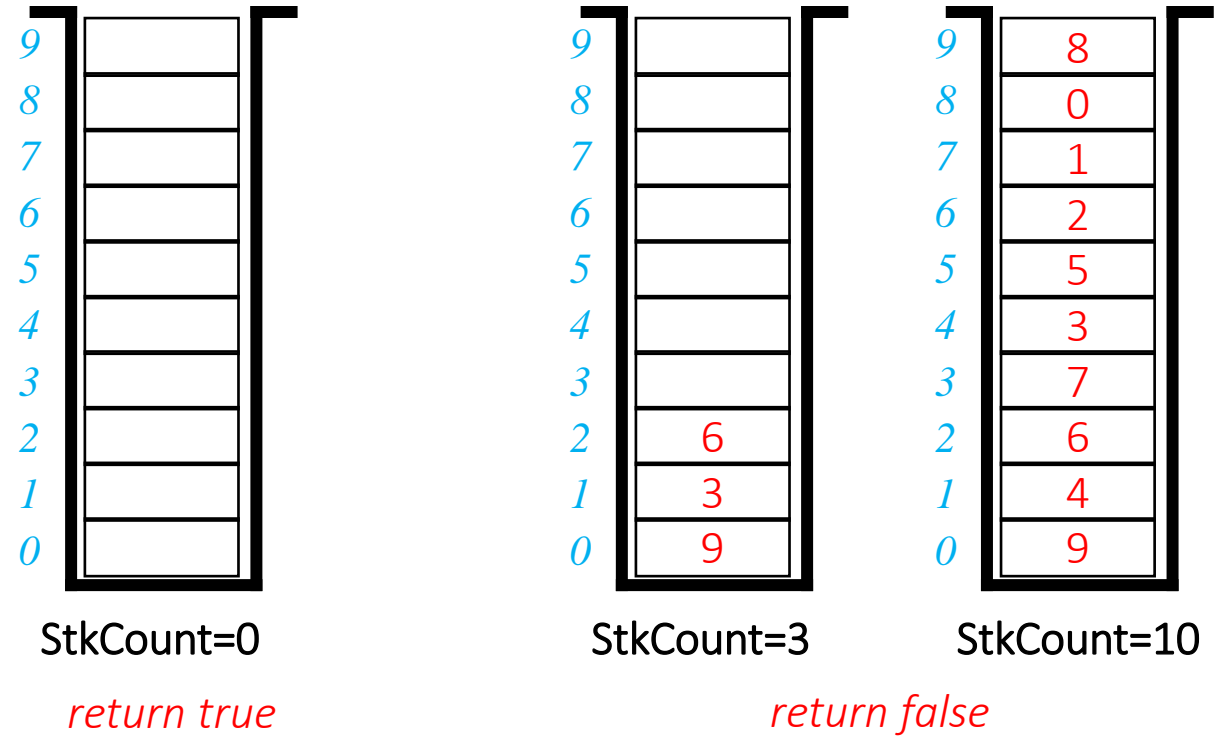 9 9 9 8
8 8 8 0
7 7 7 1
6 6 6 2
5 5 5 5
4 4 4 3
3 3 3 7
2 2 6 2 6
1 1 3 1 4
0 0 9 0 9
StkCount=0 StkCount=3 StkCount=10
return true return false